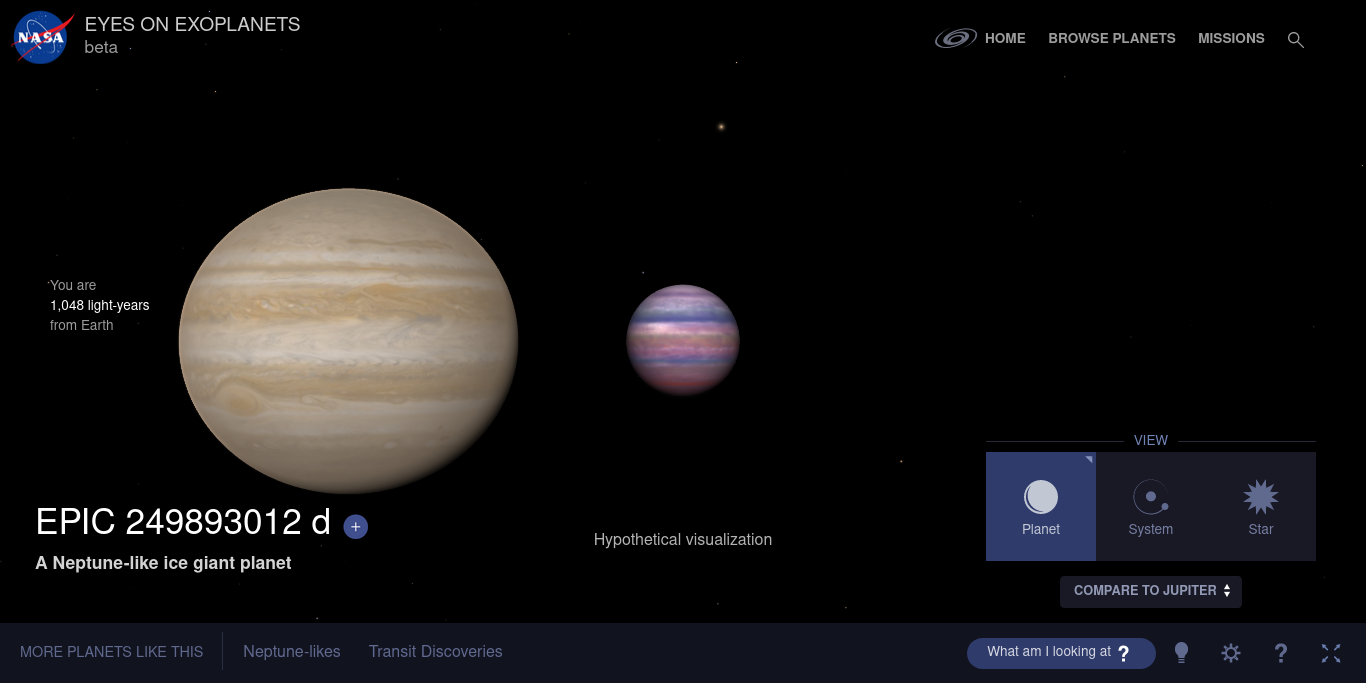 NASA
EYES ON EXOPLANETS
beta
HOME
BROWSE PLANETS
MISSIONS
You are
1,048 light-years
from Earth
EPIC 249893012 d +
A Neptune-like ice giant planet
Hypothetical visualization
VIEW
Planet
System
Star
COMPARE TO JUPITER
MORE PLANETS LIKE THIS
Neptune-likes
Transit Discoveries
What am I looking at ?
?